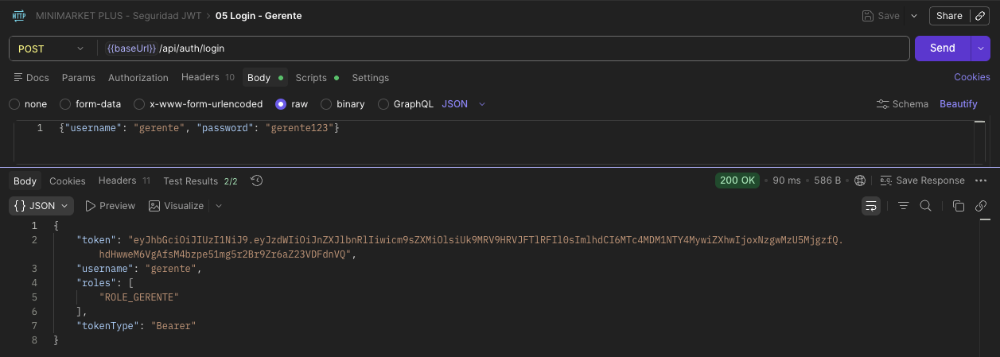 HTTP MINIMARKET PLUS - Seguridad JWT > 05 Login - Gerente Save Share
POST {{baseUrl}} /api/auth/login Send
Docs Params Authorization Headers 10 Body Scripts Settings Cookies
none form-data x-www-form-urlencoded raw binary GraphQL JSON Schema Beautify
1 {"username": "gerente", "password": "gerente123"}
Body Cookies Headers 11 Test Results 2/2 200 OK • 90 ms • 586 B • e.g. Save Response
{} JSON Preview Visualize
1 {
2 "token": "eyJhbGciOiJIUzI1NiJ9.eyJzdWIiOiJnZXJlbnRlIiwicm9sZXMiOlsiUk9MRV9HRVJFTlRFIl0sImlhdCI6MTc4MDM1NTY4MywiZXhwIjoxNzgwMzU5MjgzfQ.
hdHwweM6VgAfsM4bzpe51mg5r2Br9Zr6aZ23VDFdnVQ",
3 "username": "gerente",
4 "roles": [
5 "ROLE_GERENTE"
6 ],
7 "tokenType": "Bearer"
8 }